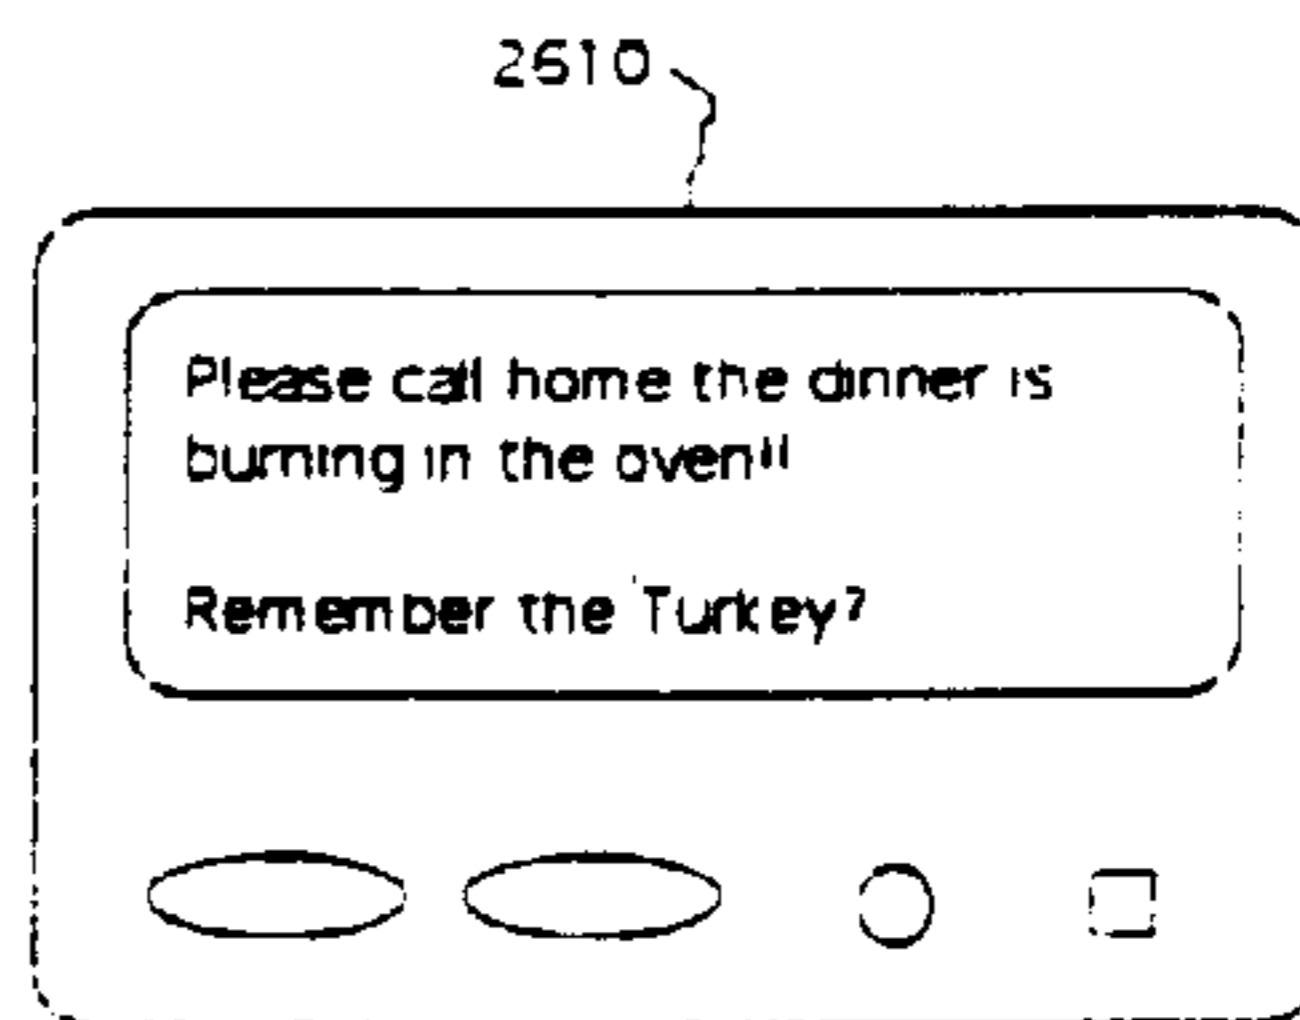 2610
Please call home the dinner is
burning in the oven!!
Remember the Turkey?